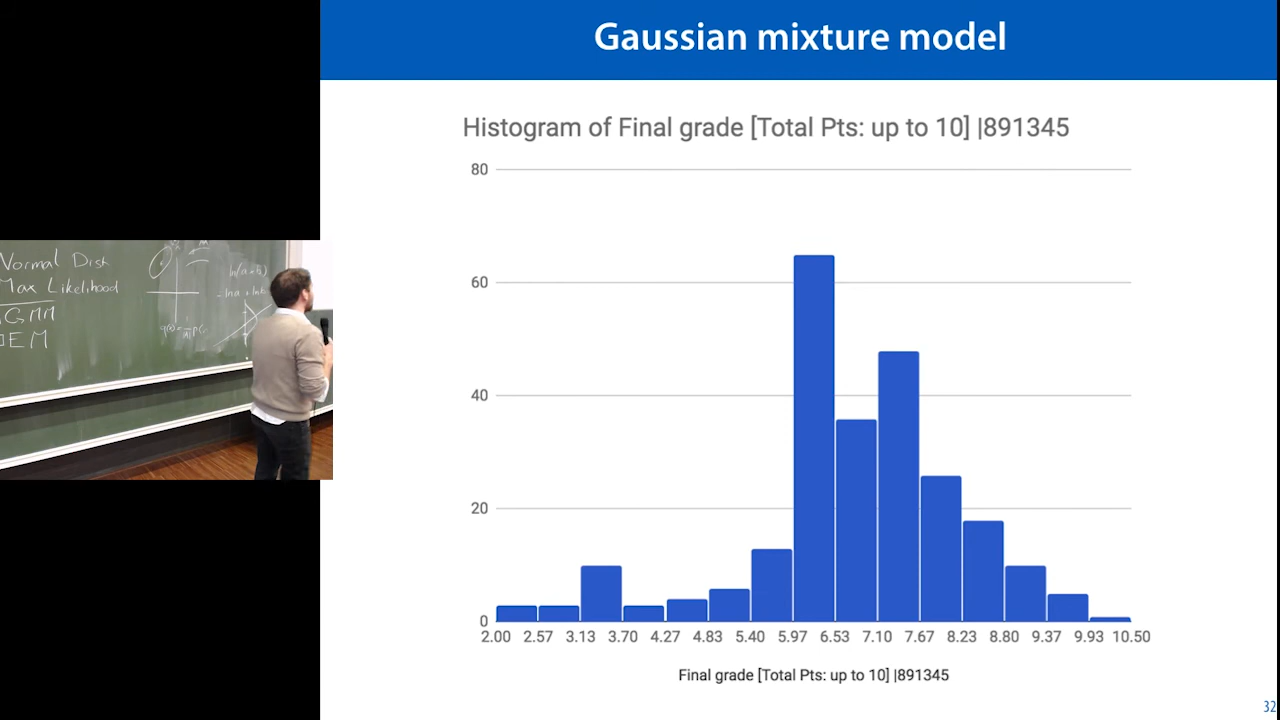 Gaussian mixture model
Histogram of Final grade [Total Pts: up to 10] |891345
80
60
40
20
0
2.00 2.57 3.13 3.70 4.27 4.83 5.40 5.97 6.53 7.10 7.67 8.23 8.80 9.37 9.93 10.50
Final grade [Total Pts: up to 10] |891345
32
Normal Dist
Max Likelihood
GMM
EM